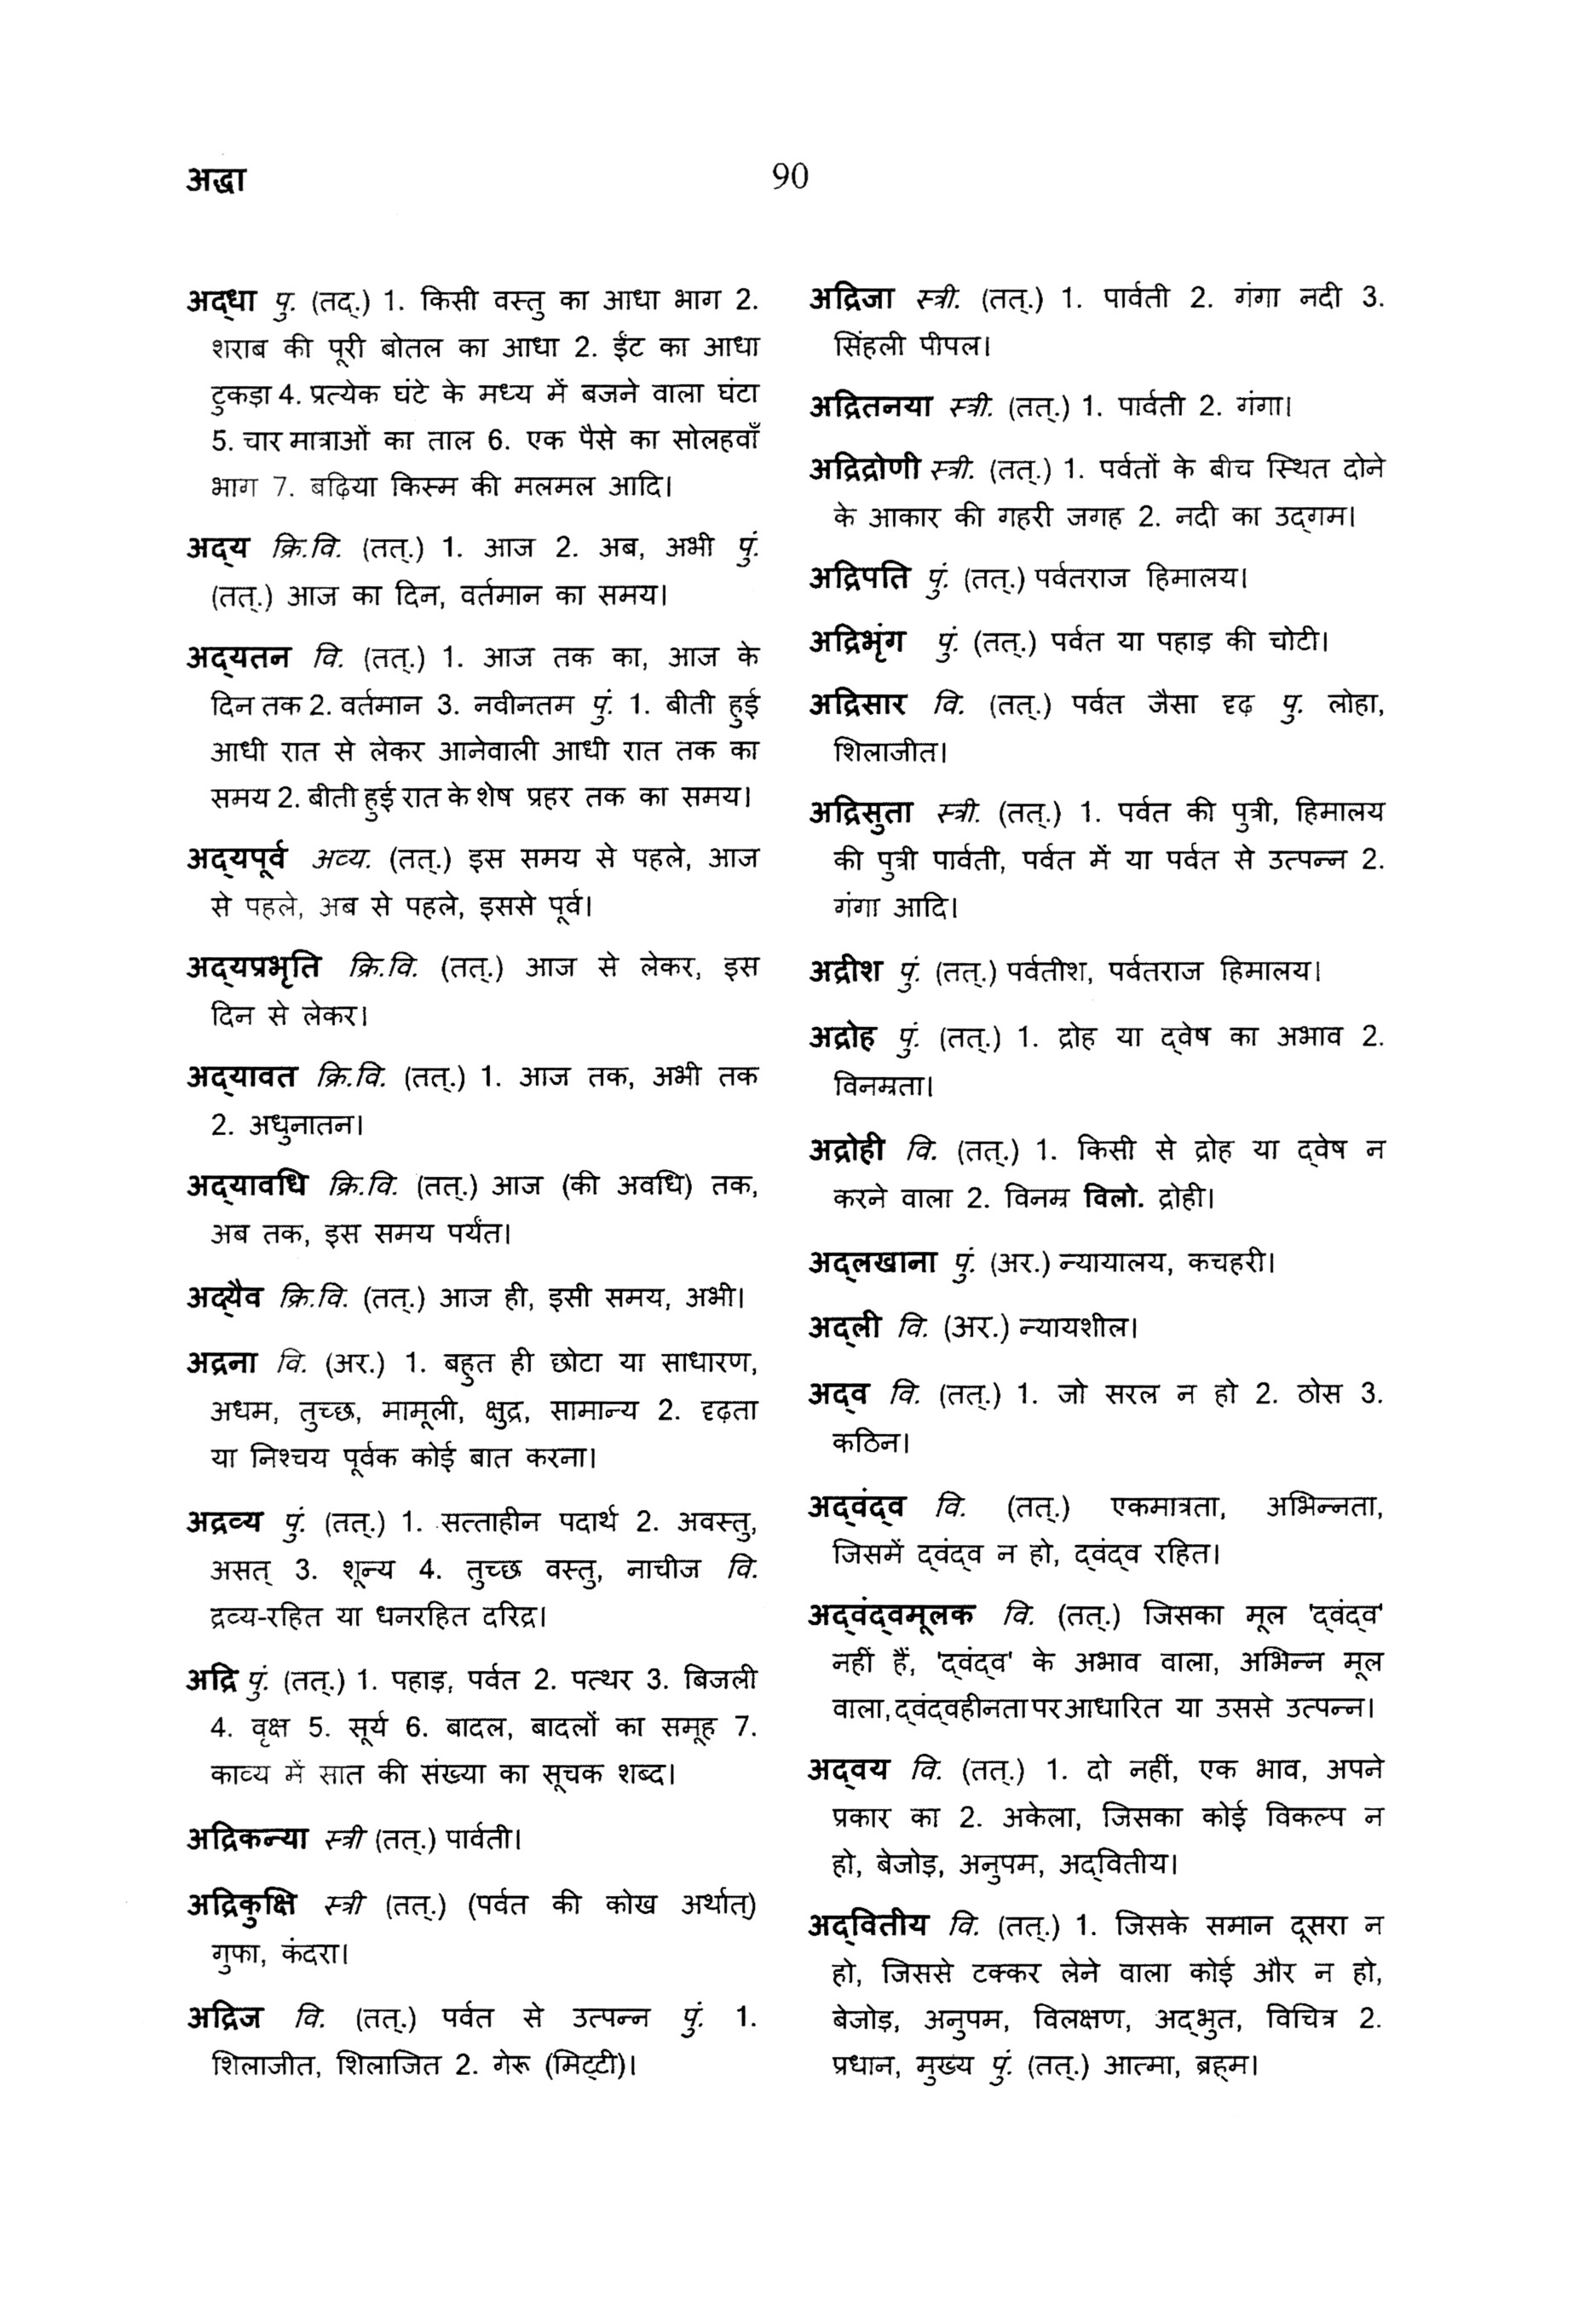 अद्धा
90
अद्‌धा पु. (तद्.) 1. किसी वस्तु का आधा भाग 2.
शराब की पूरी बोतल का आधा 2. ईंट का आधा
टुकड़ा 4. प्रत्येक घंटे के मध्य में बजने वाला घंटा
5. चार मात्राओं का ताल 6. एक पैसे का सोलहवाँ
भाग 7. बढ़िया किस्म की मलमल आदि।
अद्‌य क्रि.वि. (तत्.) 1. आज 2. अब, अभी पुं.
(तत्.) आज का दिन, वर्तमान का समय।
अद्‌यतन वि. (तत्.) 1. आज तक का, आज के
दिन तक 2. वर्तमान 3. नवीनतम पुं. 1. बीती हुई
आधी रात से लेकर आनेवाली आधी रात तक का
समय 2. बीती हुई रात के शेष प्रहर तक का समय।
अद्‌यपूर्व अव्य. (तत्.) इस समय से पहले, आज
से पहले, अब से पहले, इससे पूर्व।
अद्‌यप्रभृति क्रि.वि. (तत्.) आज से लेकर, इस
दिन से लेकर।
अद्‌यावत क्रि.वि. (तत्.) 1. आज तक, अभी तक
2. अधुनातन।
अद्‌यावधि क्रि.वि. (तत्.) आज (की अवधि) तक,
अब तक, इस समय पर्यंत।
अद्‌यैव क्रि.वि. (तत्.) आज ही, इसी समय, अभी।
अद्रना वि. (अर.) 1. बहुत ही छोटा या साधारण,
अधम, तुच्छ, मामूली, क्षुद्र, सामान्य 2. दृढ़ता
या निश्चय पूर्वक कोई बात करना।
अद्रव्य पुं. (तत्.) 1. सत्ताहीन पदार्थ 2. अवस्तु,
असत् 3. शून्य 4. तुच्छ वस्तु, नाचीज वि.
द्रव्य-रहित या धनरहित दरिद्र।
अद्रि पुं. (तत्.) 1. पहाड़, पर्वत 2. पत्थर 3. बिजली
4. वृक्ष 5. सूर्य 6. बादल, बादलों का समूह 7.
काव्य में सात की संख्या का सूचक शब्द।
अद्रिकन्या स्त्री (तत्.) पार्वती।
अद्रिकुक्षि स्त्री (तत्.) (पर्वत की कोख अर्थात्)
गुफा, कंदरा।
अद्रिज वि. (तत्.) पर्वत से उत्पन्न पुं. 1.
शिलाजीत, शिलाजित 2. गेरू (मिट्‌टी)।
अद्रिजा स्त्री. (तत्.) 1. पार्वती 2. गंगा नदी 3.
सिंहली पीपल।
अद्रितनया स्त्री. (तत्.) 1. पार्वती 2. गंगा।
अद्रिद्रोणी स्त्री. (तत्.) 1. पर्वतों के बीच स्थित दोने
के आकार की गहरी जगह 2. नदी का उद्‌गम।
अद्रिपति पुं. (तत्.) पर्वतराज हिमालय।
अद्रिभृंग पुं. (तत्.) पर्वत या पहाड़ की चोटी।
अद्रिसार वि. (तत्.) पर्वत जैसा दृढ़ पु. लोहा,
शिलाजीत।
अद्रिसुता स्त्री. (तत्.) 1. पर्वत की पुत्री, हिमालय
की पुत्री पार्वती, पर्वत में या पर्वत से उत्पन्न 2.
गंगा आदि।
अद्रीश पुं. (तत्.) पर्वतीश, पर्वतराज हिमालय।
अद्रोह पुं. (तत्.) 1. द्रोह या द्‌वेष का अभाव 2.
विनम्रता।
अद्रोही वि. (तत्.) 1. किसी से द्रोह या द्‌वेष न
करने वाला 2. विनम्र विलो. द्रोही।
अद्‌लखाना पुं. (अर.) न्यायालय, कचहरी।
अद्‌ली वि. (अर.) न्यायशील।
अद्‌व वि. (तत्.) 1. जो सरल न हो 2. ठोस 3.
कठिन।
अद्‌वंद्‌व वि. (तत्.) एकमात्रता, अभिन्नता,
जिसमें द्‌वंद्‌व न हो, द्‌वंद्‌व रहित।
अद्‌वंद्‌वमूलक वि. (तत्.) जिसका मूल 'द्‌वंद्‌व'
नहीं हैं, 'द्‌वंद्‌व' के अभाव वाला, अभिन्न मूल
वाला, द्‌वंद्‌वहीनता पर आधारित या उससे उत्पन्न।
अद्‌वय वि. (तत्.) 1. दो नहीं, एक भाव, अपने
प्रकार का 2. अकेला, जिसका कोई विकल्प न
हो, बेजोड़, अनुपम, अद्‌वितीय।
अद्‌वितीय वि. (तत्.) 1. जिसके समान दूसरा न
हो, जिससे टक्कर लेने वाला कोई और न हो,
बेजोड़, अनुपम, विलक्षण, अद्‌भुत, विचित्र 2.
प्रधान, मुख्य पुं. (तत्.) आत्मा, ब्रह्‌म।